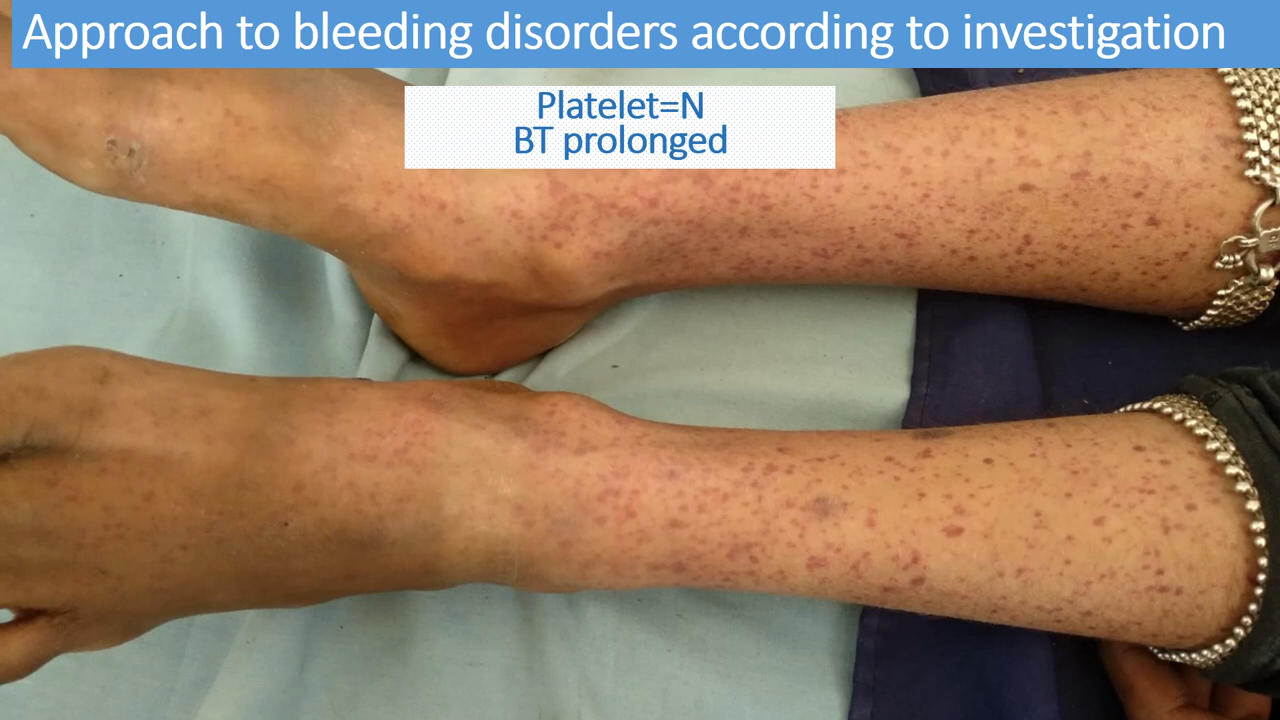 Approach to bleeding disorders according to investigation
Platelet=N
BT prolonged